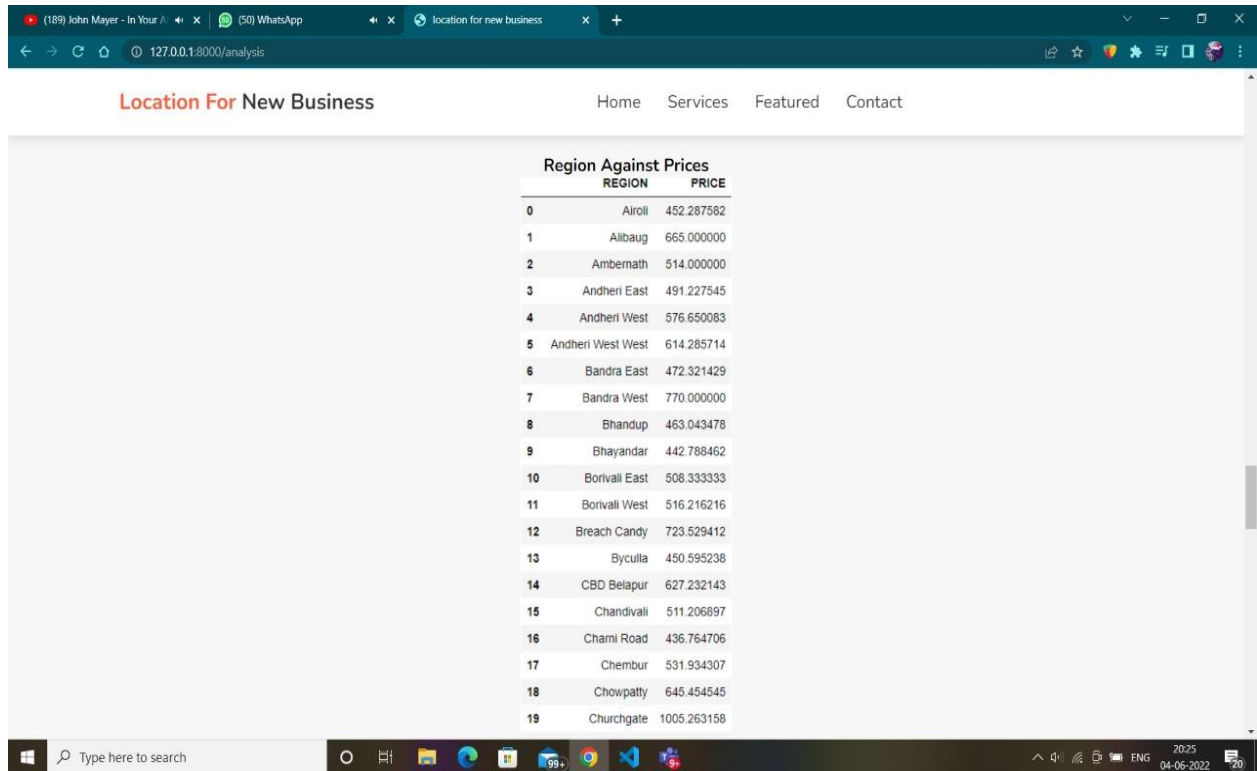 (189) John Mayer - In Your A
(50) WhatsApp
location for new business
127.0.0.1:8000/analysis
Location For New Business Home Services Featured Contact
Region Against Prices
REGION PRICE
0 Airoli 452.287582
1 Alibaug 665.000000
2 Ambernath 514.000000
3 Andheri East 491.227545
4 Andheri West 576.650083
5 Andheri West West 614.285714
6 Bandra East 472.321429
7 Bandra West 770.000000
8 Bhandup 463.043478
9 Bhayandar 442.788462
10 Borivali East 508.333333
11 Borivali West 516.216216
12 Breach Candy 723.529412
13 Byculla 450.595238
14 CBD Belapur 627.232143
15 Chandivali 511.206897
16 Charni Road 436.764706
17 Chembur 531.934307
18 Chowpatty 645.454545
19 Churchgate 1005.263158
Type here to search
99+
9+
ENG
20:25
04-06-2022
20